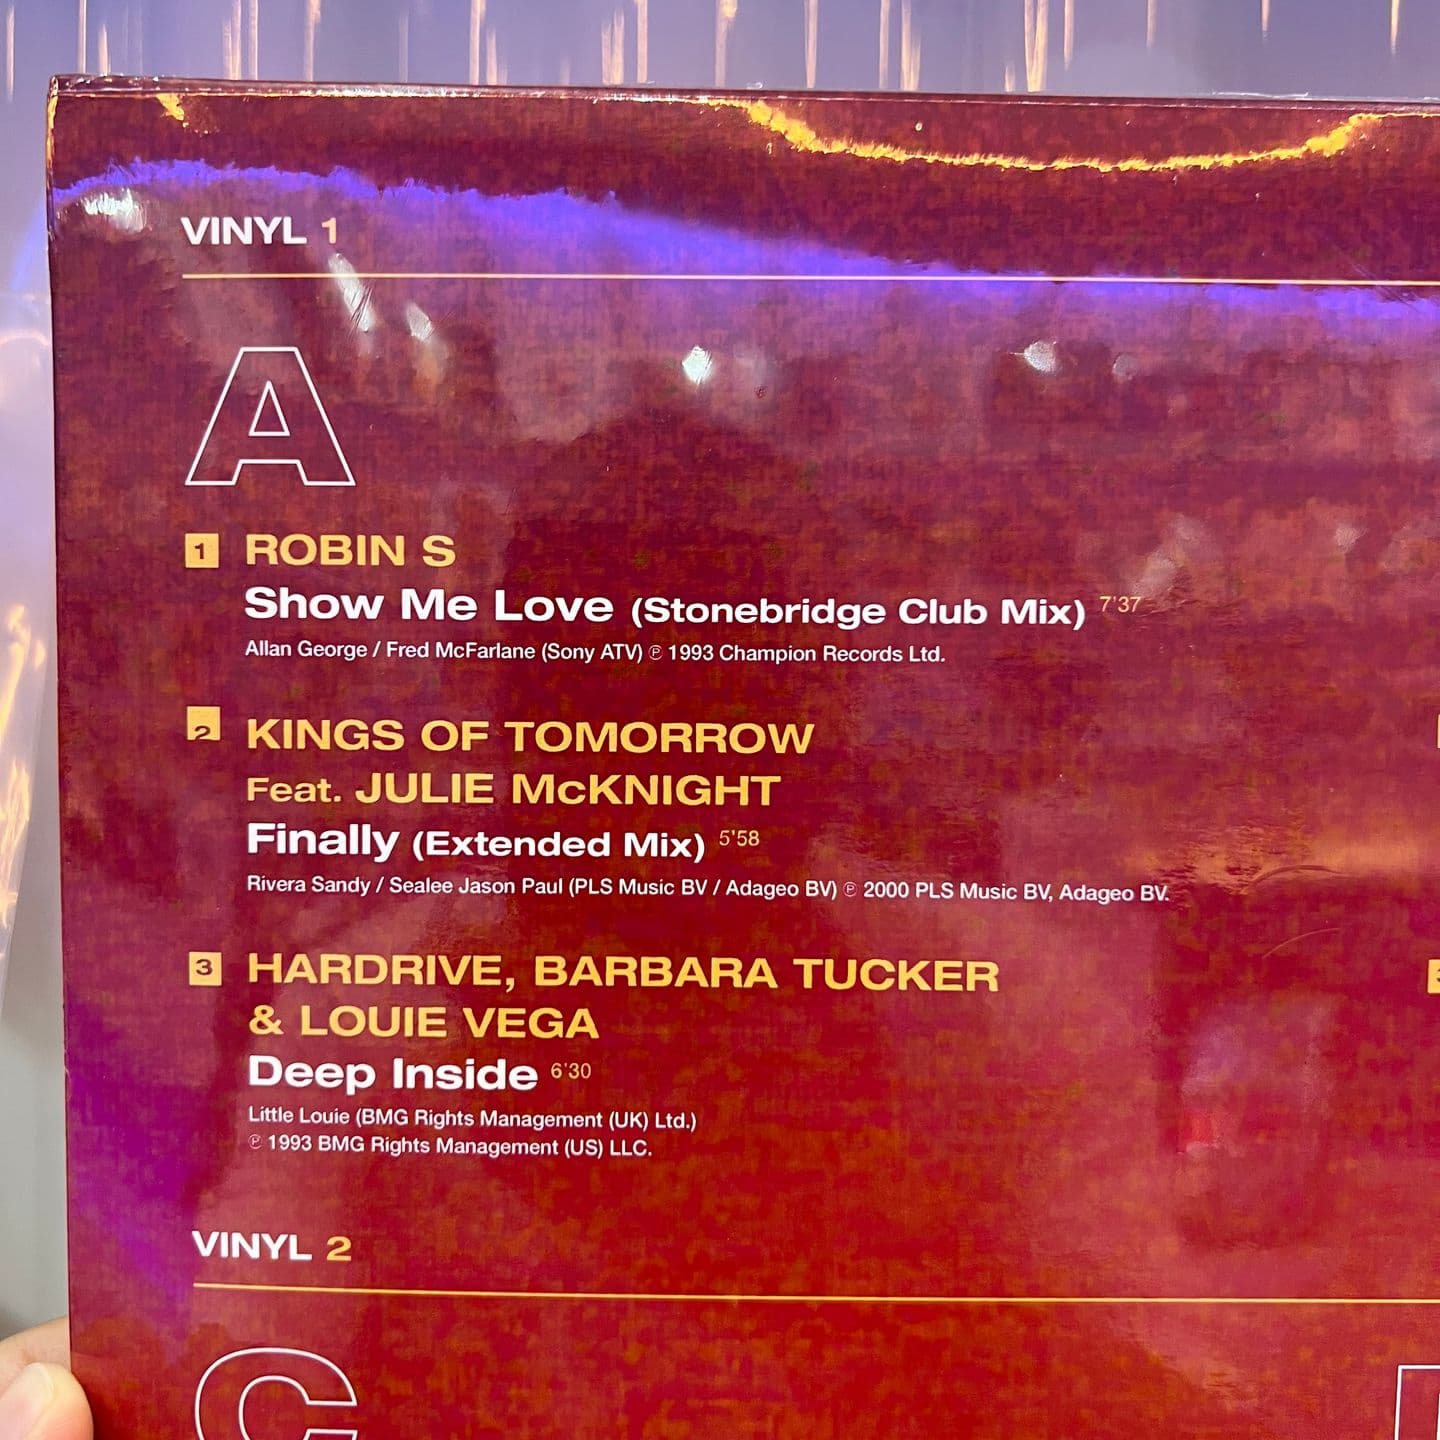 VINYL 1
A
1 ROBIN S
Show Me Love (Stonebridge Club Mix) 7'37
Allan George / Fred McFarlane (Sony ATV) ℗ 1993 Champion Records Ltd.
2 KINGS OF TOMORROW
Feat. JULIE McKNIGHT
Finally (Extended Mix) 5'58
Rivera Sandy / Sealee Jason Paul (PLS Music BV / Adageo BV) ℗ 2000 PLS Music BV, Adageo BV.
3 HARDRIVE, BARBARA TUCKER
& LOUIE VEGA
Deep Inside 6'30
Little Louie (BMG Rights Management (UK) Ltd.)
℗ 1993 BMG Rights Management (US) LLC.
VINYL 2
C